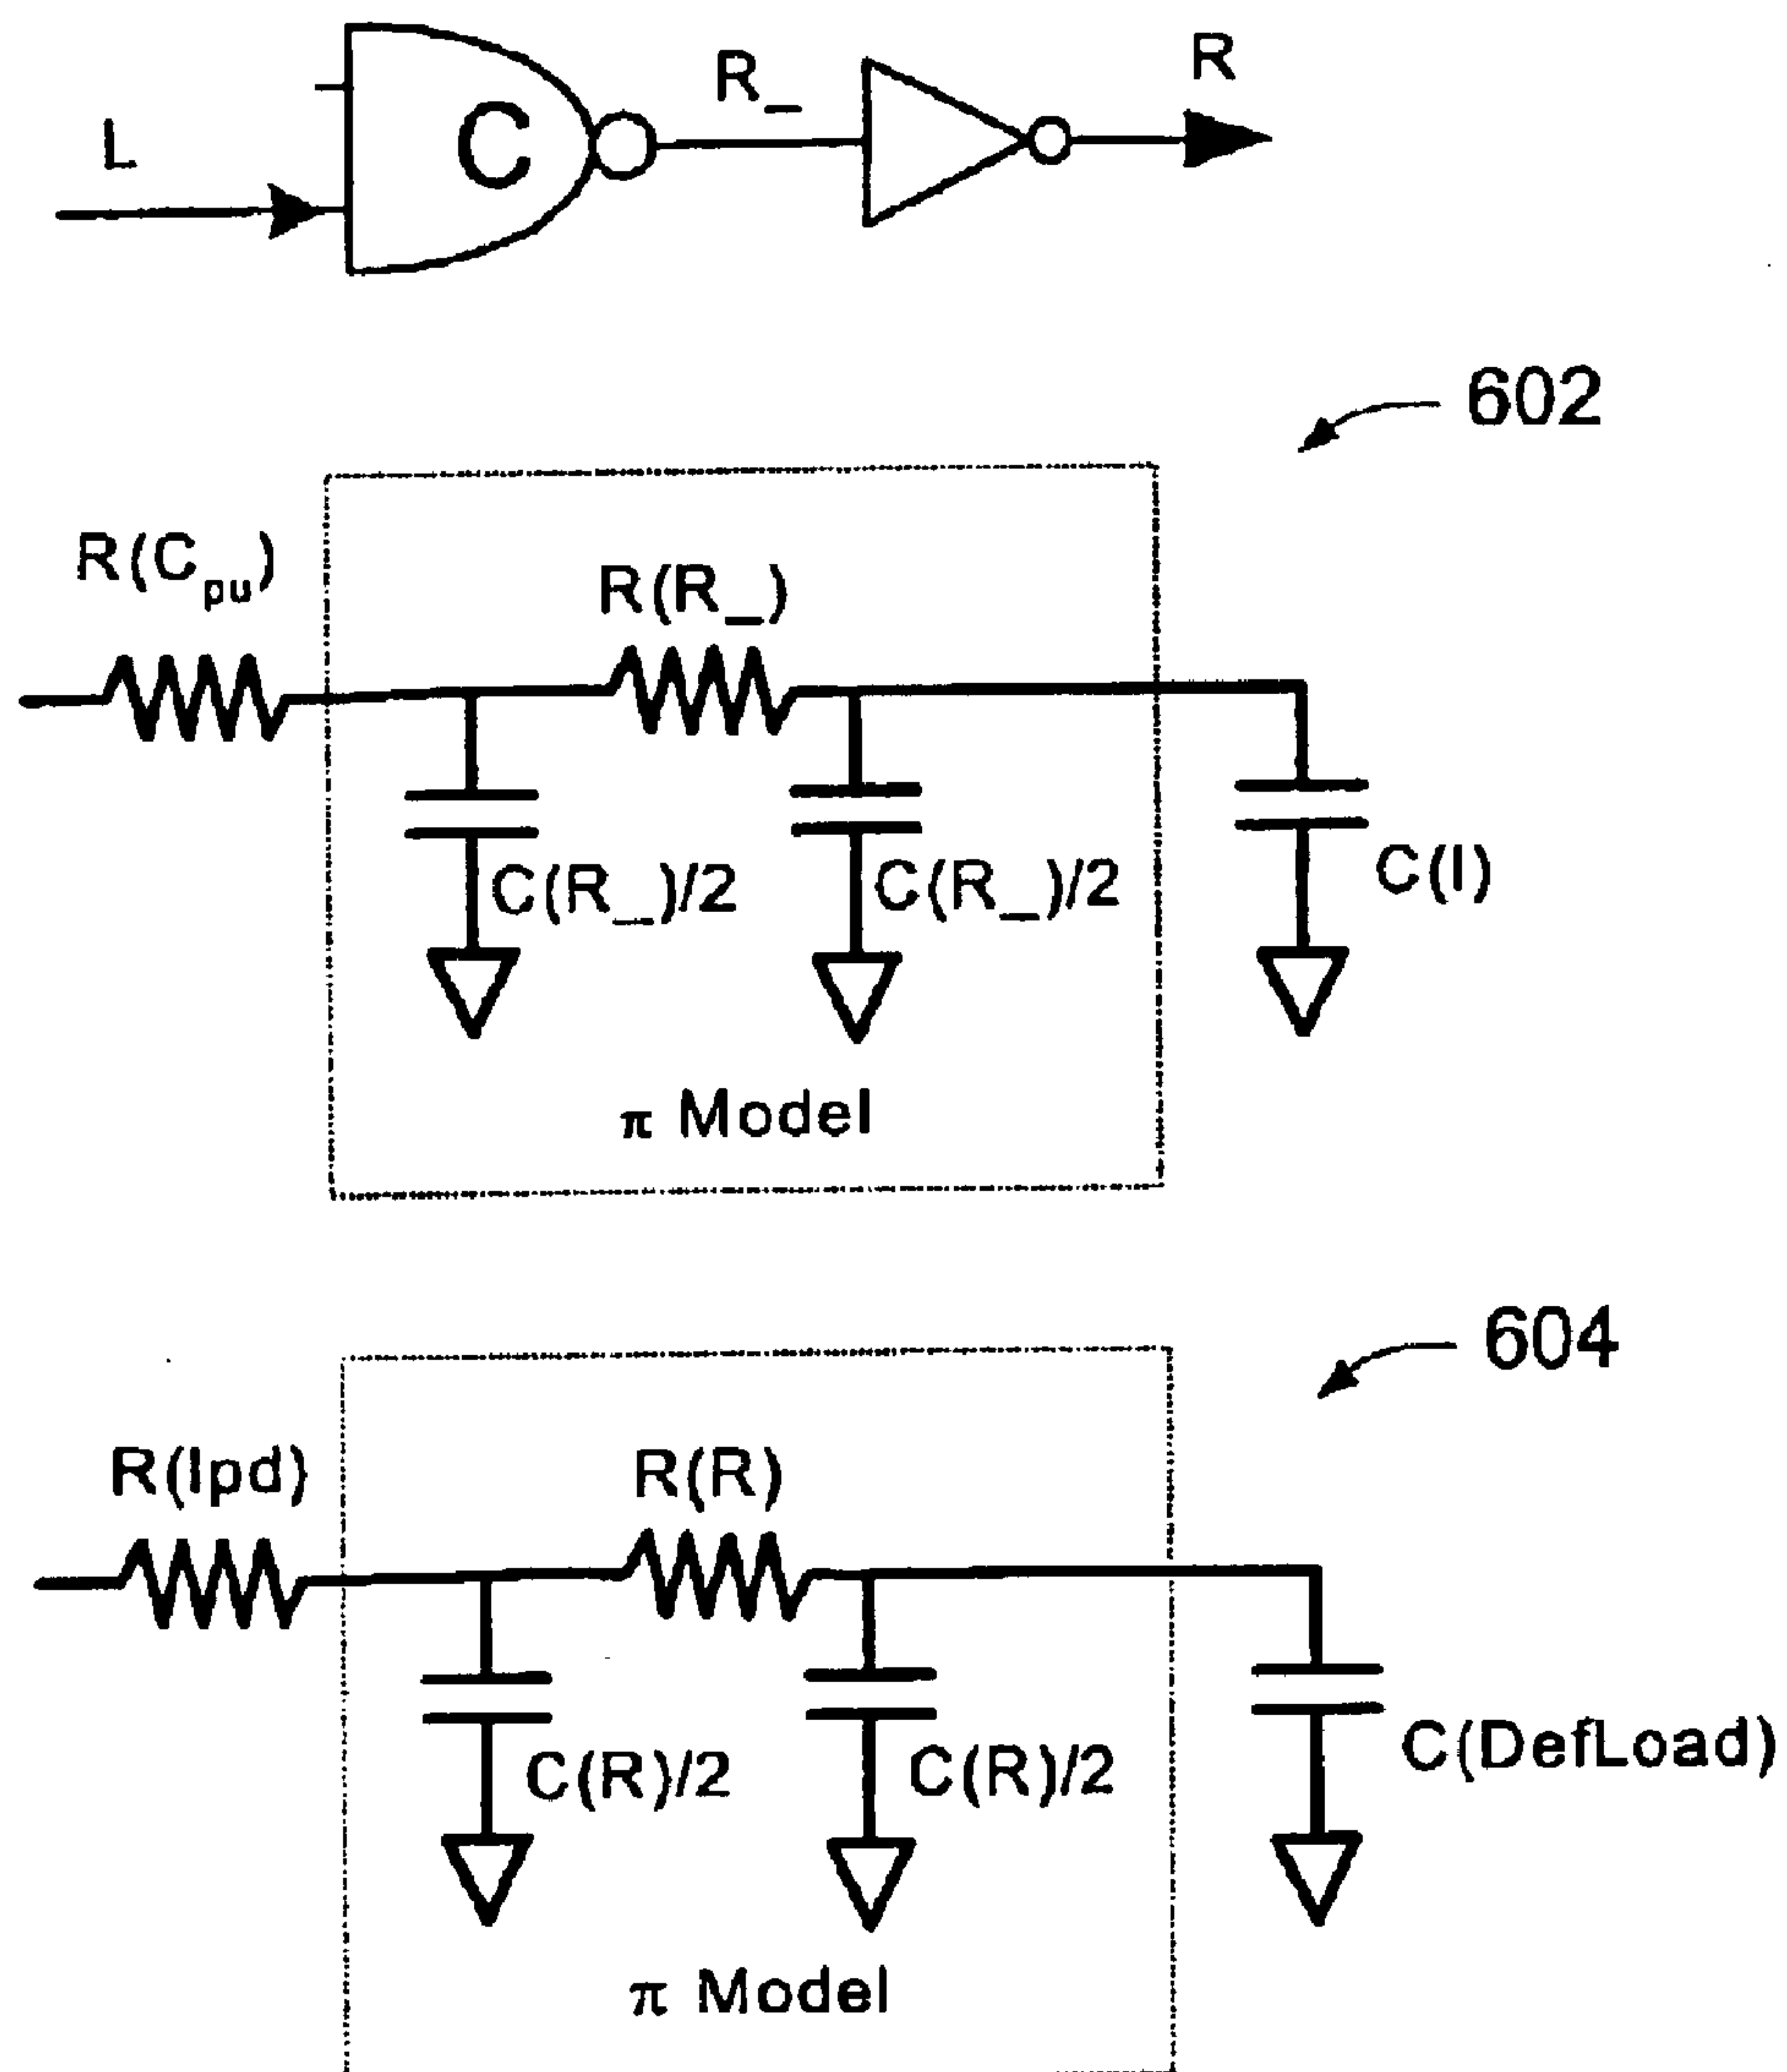 L
C
R_
R
602
R(Cpu)
R(R_)
C(R_)/2
C(R_)/2
C(I)
π Model
604
R(Ipd)
R(R)
C(R)/2
C(R)/2
C(DefLoad)
π Model